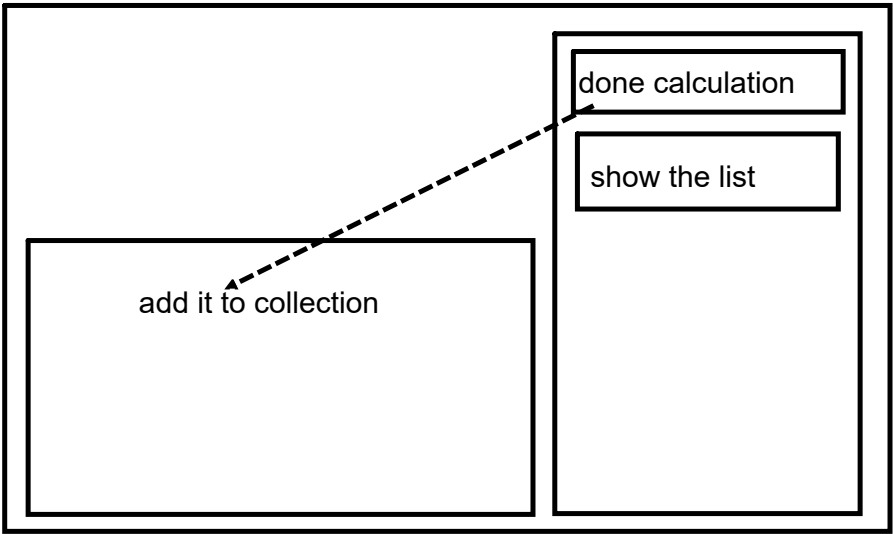 done calculation
show the list
add it to collection